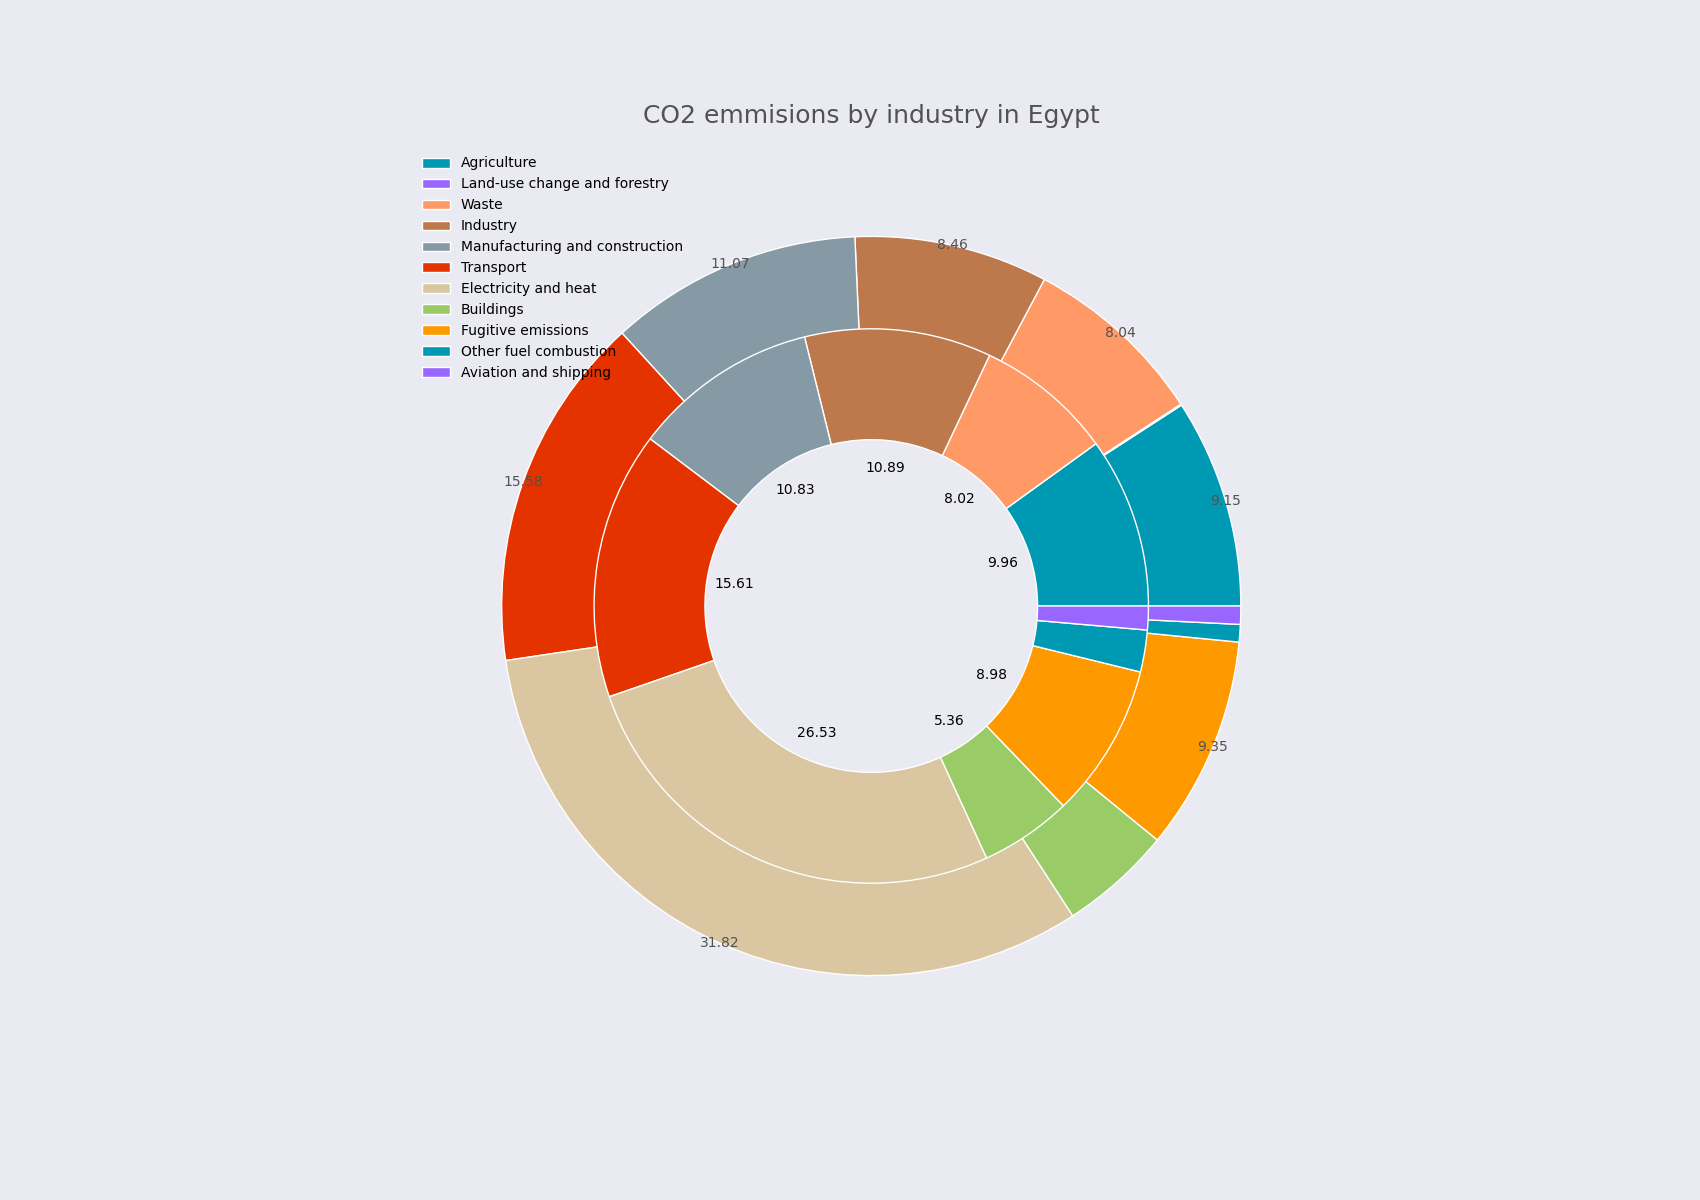 CO2 emmisions by industry in Egypt
Agriculture
Land-use change and forestry
Waste
Industry
Manufacturing and construction
Transport
Electricity and heat
Buildings
Fugitive emissions
Other fuel combustion
Aviation and shipping
8.46
11.07
8.04
10.89
15.58
10.83
8.02
9.15
9.96
15.61
8.98
5.36
26.53
9.35
31.82